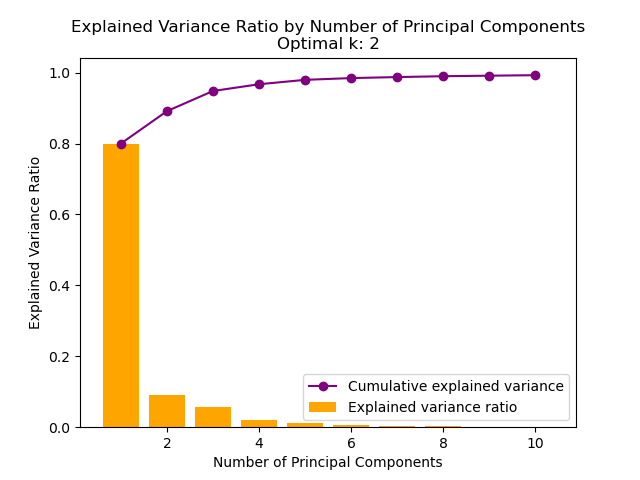 Explained Variance Ratio by Number of Principal Components
Optimal k: 2
Explained Variance Ratio
1.0
0.8
0.6
0.4
0.2
0.0
Cumulative explained variance
Explained variance ratio
2
4
6
8
10
Number of Principal Components